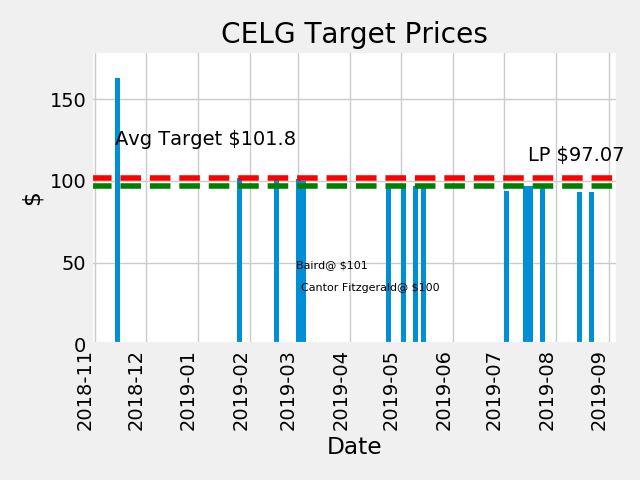 CELG Target Prices
$
150
100
50
0
Avg Target $101.8
LP $97.07
Baird@ $101
Cantor Fitzgerald@ $100
2018-11
2018-12
2019-01
2019-02
2019-03
2019-04
2019-05
2019-06
2019-07
2019-08
2019-09
Date